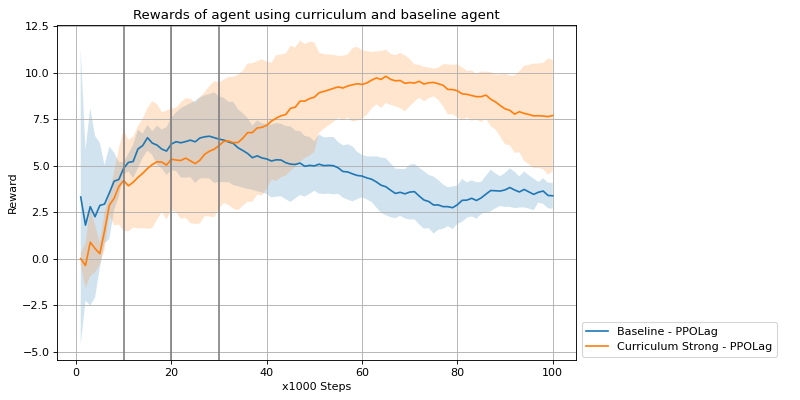 Rewards of agent using curriculum and baseline agent
12.5
10.0
7.5
5.0
2.5
0.0
−2.5
−5.0
Reward
0 20 40 60 80 100
x1000 Steps
Baseline - PPOLag
Curriculum Strong - PPOLag